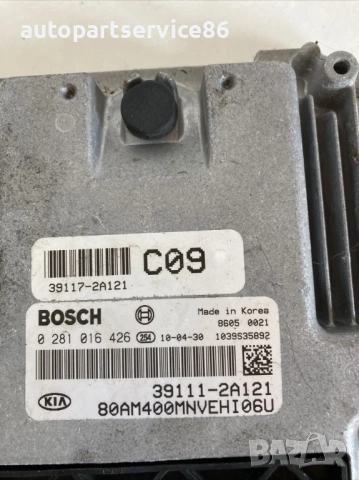 autopartservice86
C09
39117-2A121
BOSCH
Made in Korea
8605 0021
0 281 016 426 254 10-04-30 1039S35892
39111-2A121
KIA
80AM400MNVEHI06U
bazar